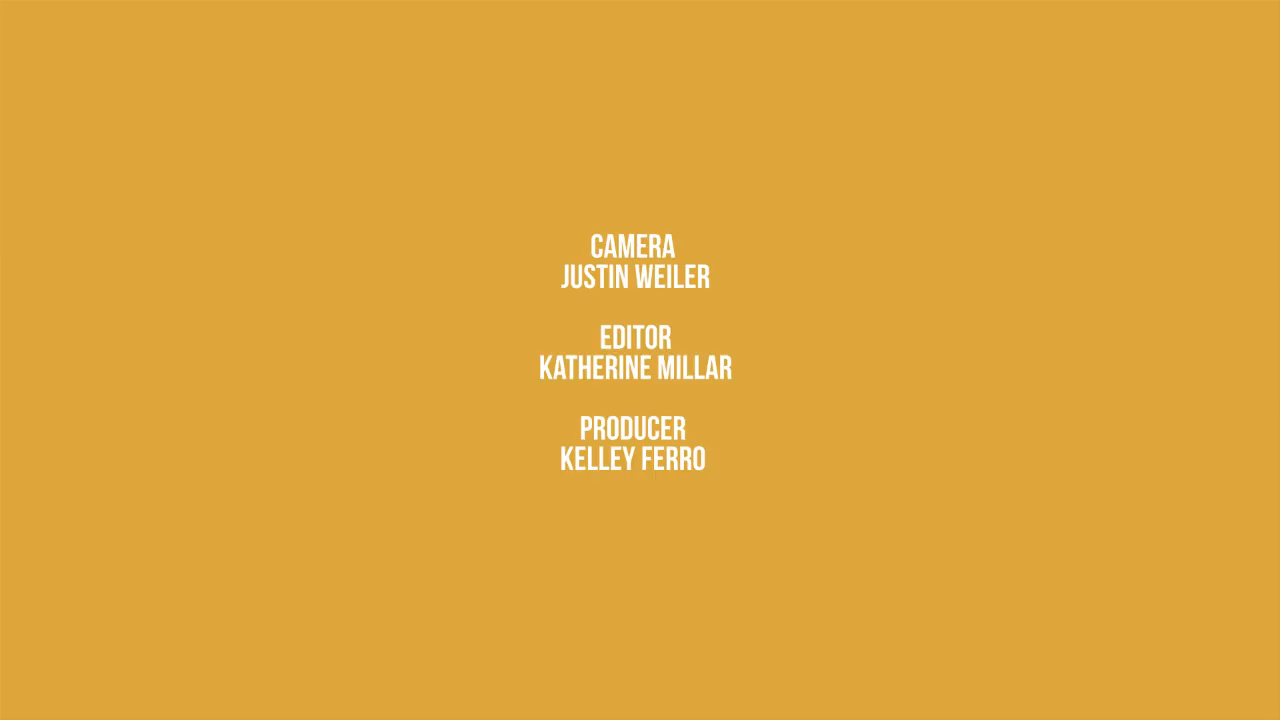 CAMERA
JUSTIN WEILER
EDITOR
KATHERINE MILLAR
PRODUCER
KELLEY FERRO